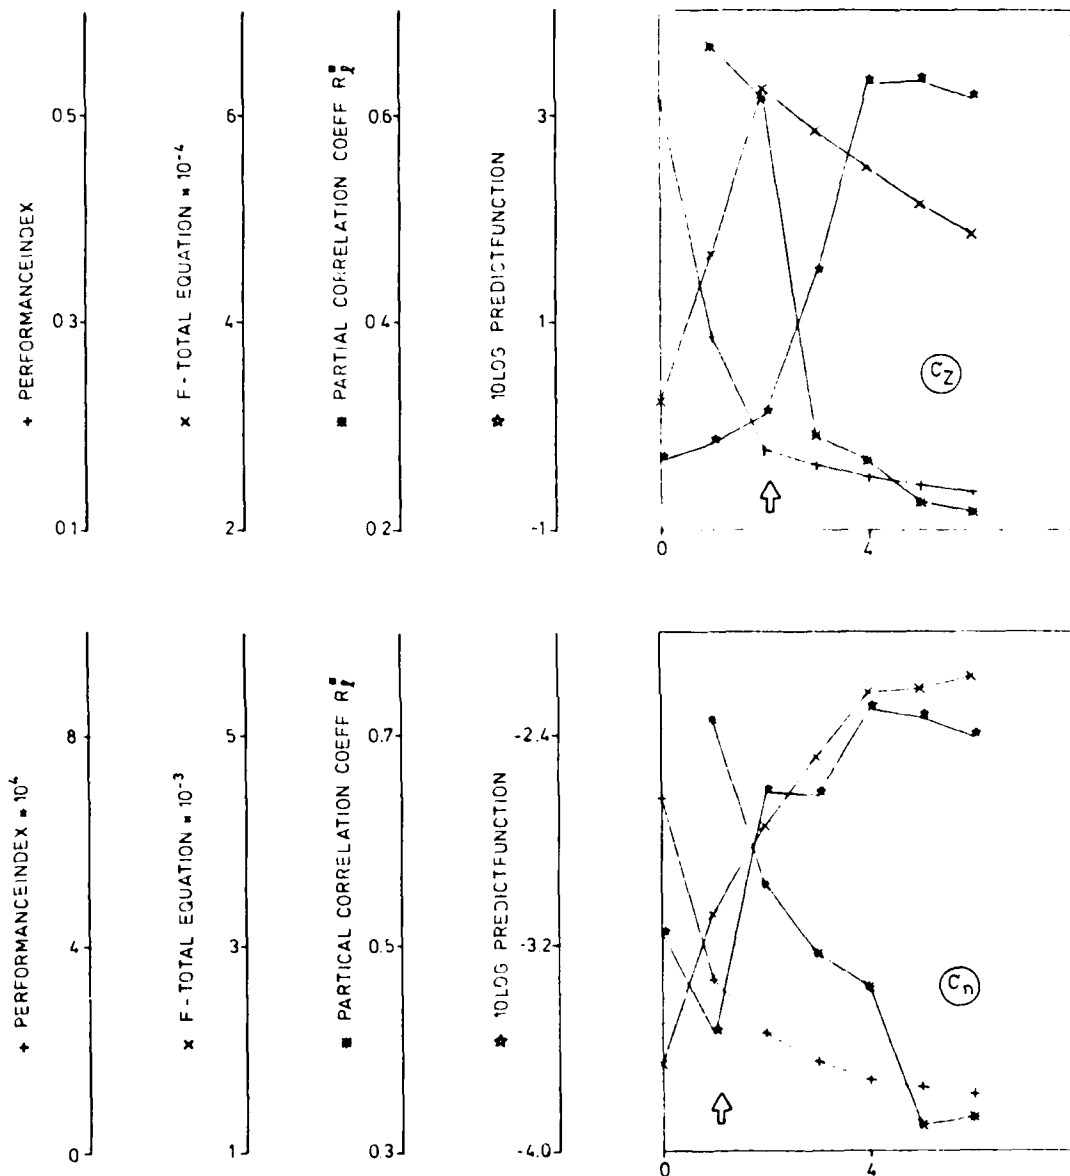 + PERFORMANCEINDEX
0.5
0.3
0.1
× F-TOTAL EQUATION * 10-4
6
4
2
■ PARTIAL CORRELATION COEFF R*ℓ
0.6
0.4
0.2
☆ 10LOG PREDICTFUNCTION
3
1
-1
CZ
0
4
+ PERFORMANCEINDEX * 10^4
8
4
0
× F-TOTAL EQUATION * 10-3
5
3
1
■ PARTICAL CORRELATION COEFF R*ℓ
0.7
0.5
0.3
☆ 10LOG PREDICTFUNCTION
-2.4
-3.2
-4.0
Cn
0
4